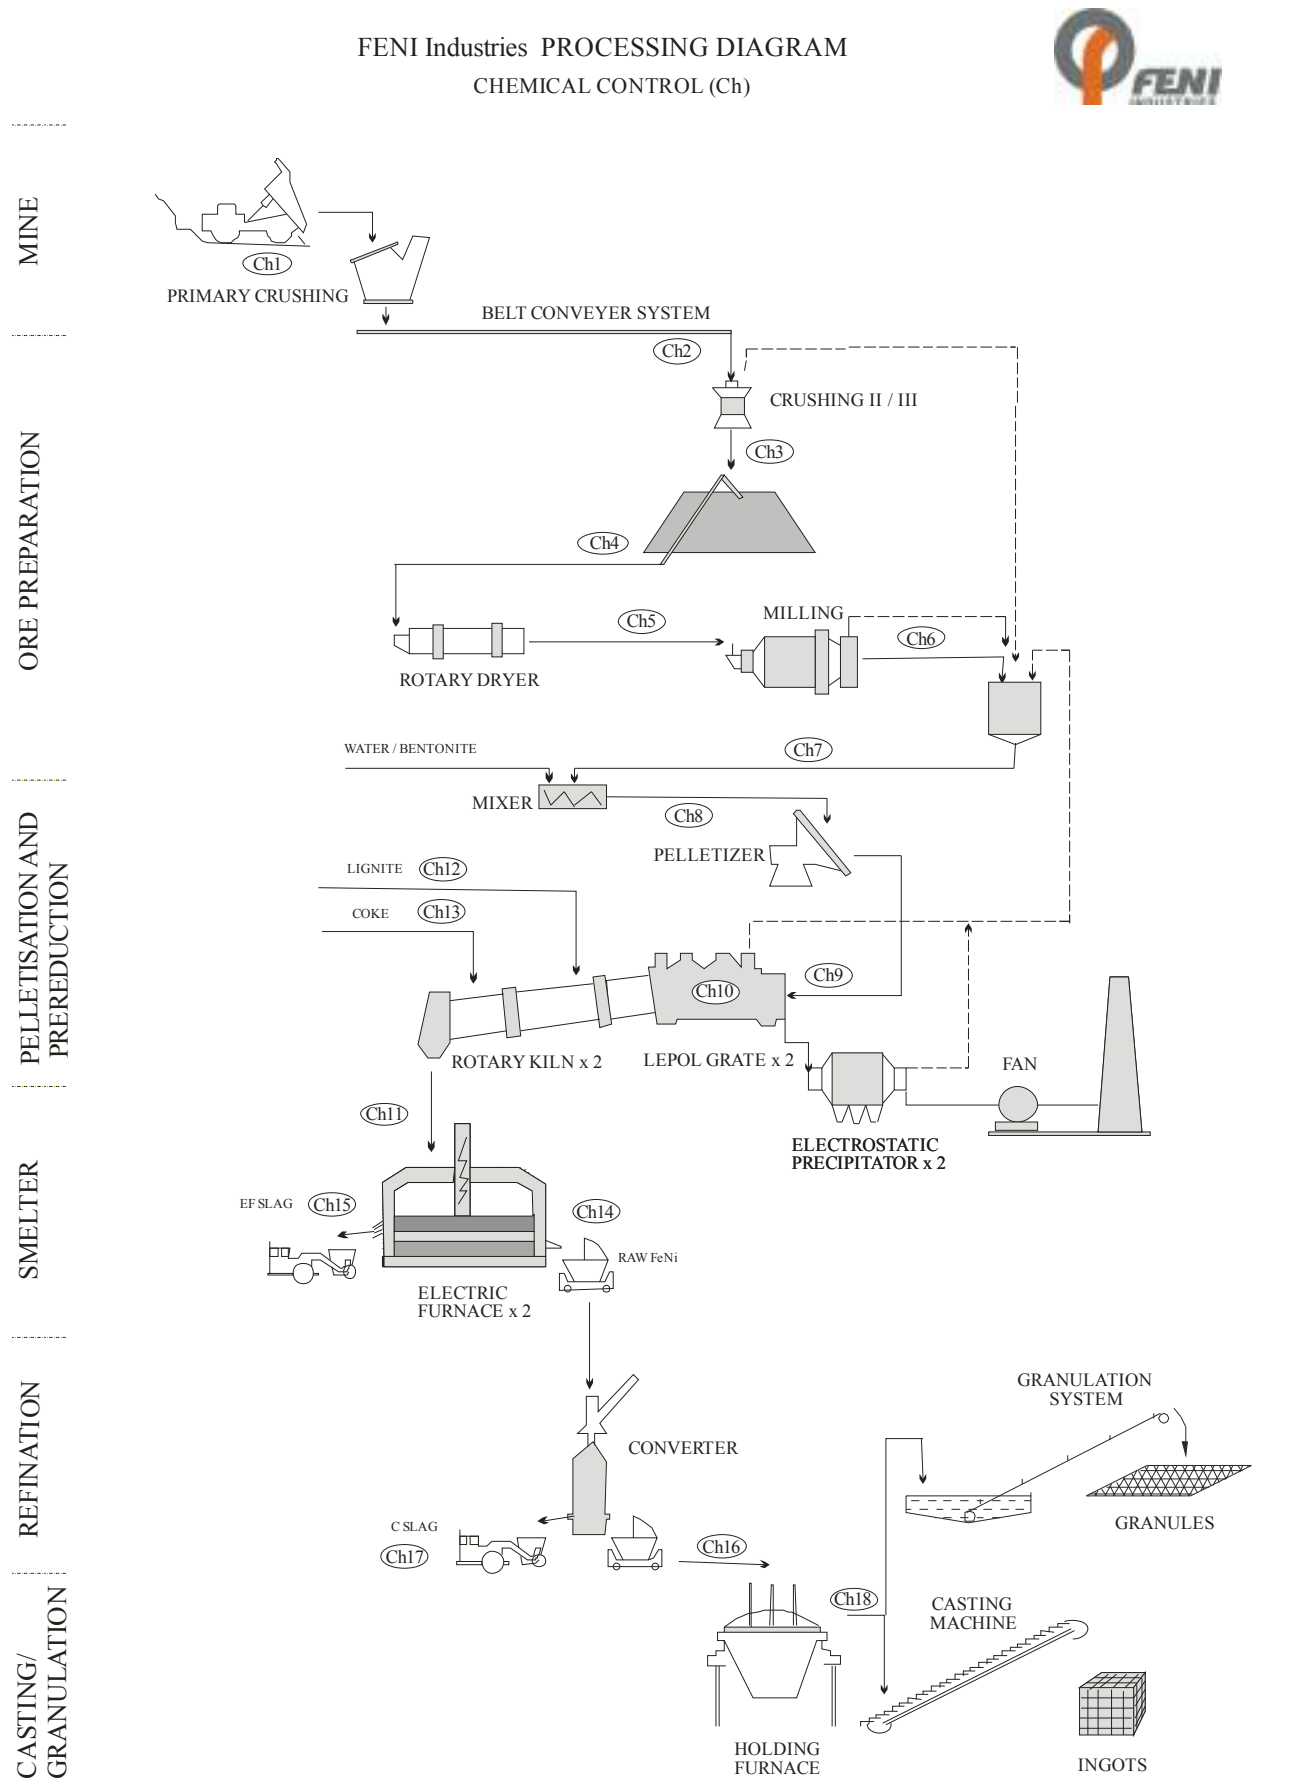 FENI Industries PROCESSING DIAGRAM
CHEMICAL CONTROL (Ch)
FENI
INDUSTRIES
MINE
Ch1
PRIMARY CRUSHING
BELT CONVEYER SYSTEM
Ch2
CRUSHING II / III
Ch3
ORE PREPARATION
Ch4
MILLING
Ch5
Ch6
ROTARY DRYER
WATER / BENTONITE
Ch7
MIXER
Ch8
PELLETISATION AND
PREREDUCTION
PELLETIZER
LIGNITE
Ch12
COKE
Ch13
Ch9
Ch10
ROTARY KILN x 2
LEPOL GRATE x 2
FAN
Ch11
ELECTROSTATIC
PRECIPITATOR x 2
SMELTER
EF SLAG
Ch15
Ch14
RAW FeNi
ELECTRIC
FURNACE x 2
REFINATION
GRANULATION
SYSTEM
CONVERTER
GRANULES
C SLAG
Ch17
Ch16
CASTING/
GRANULATION
Ch18
CASTING
MACHINE
HOLDING
FURNACE
INGOTS